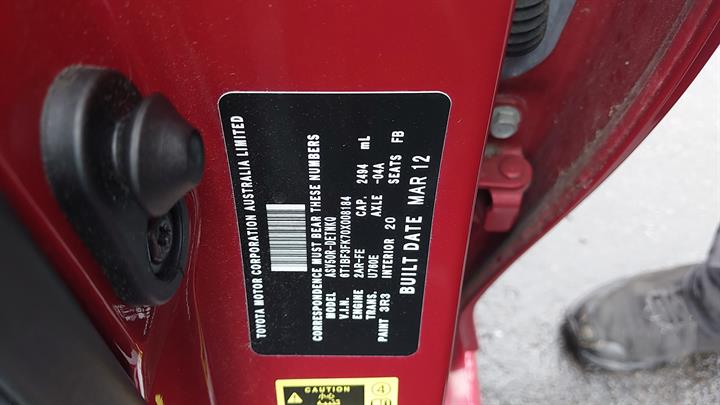 TOYOTA MOTOR CORPORATION AUSTRALIA LIMITED
CORRESPONDENCE MUST BEAR THESE NUMBERS
MODEL ASV50R-DETNKQ
V.I.N. 6T1BF3FK70X008184
ENGINE 2AR-FE CAP. 2494 mL
TRANS. U760E AXLE -04A
PAINT 3R3 INTERIOR 20 SEATS FB
BUILT DATE MAR 12
CAUTION